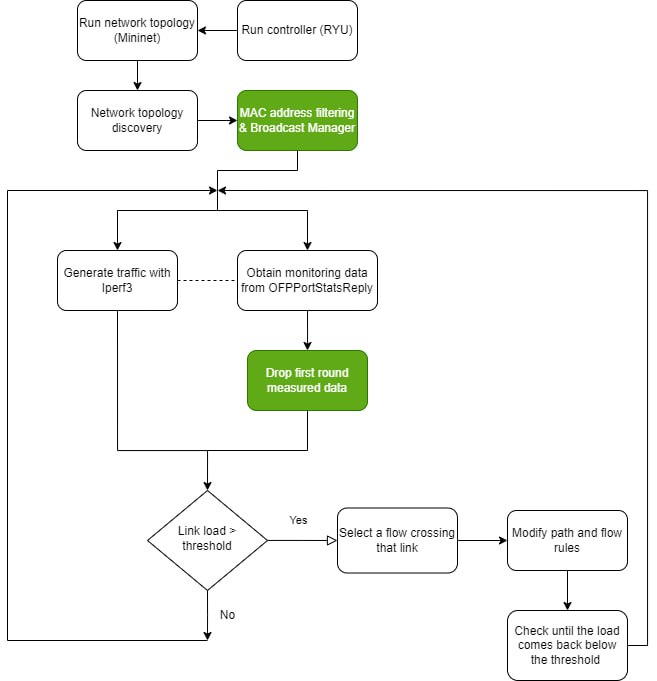 Run network topology
(Mininet)
Run controller (RYU)
Network topology
discovery
MAC address filtering
& Broadcast Manager
Generate traffic with
Iperf3
Obtain monitoring data
from OFPPortStatsReply
Drop first round
measured data
Link load >
threshold
Yes
Select a flow crossing
that link
Modify path and flow
rules
No
Check until the load
comes back below
the threshold